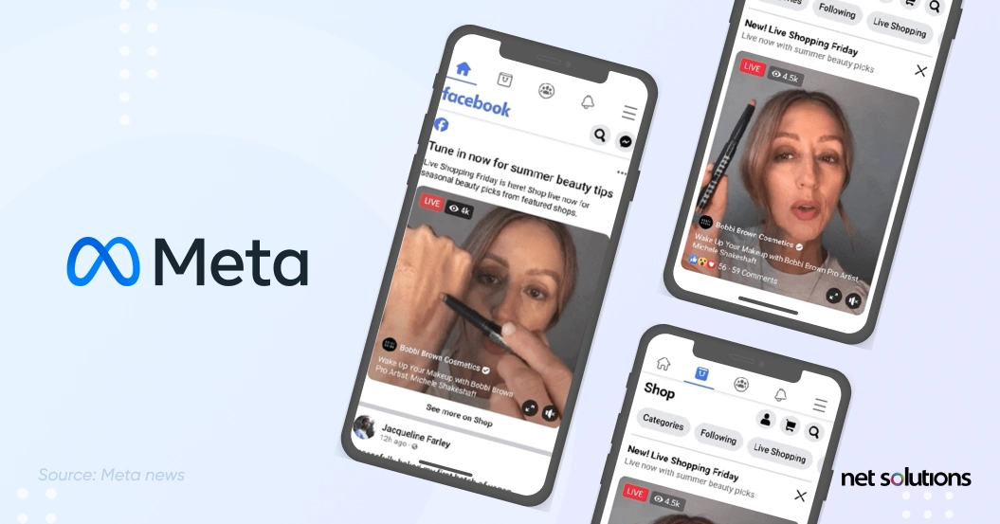 Meta
Source: Meta news
facebook
Tune in now for summer beauty tips
Live Shopping Friday is here! Shop live now for
seasonal beauty picks from featured shops.
LIVE 4k
Bobbi Brown Cosmetics
Wake Up Your Makeup with Bobbi Brown
Pro Artist Michele Shakeshaft
See more on Shop
Jacqueline Farley
12h ago
Following
Live Shopping
New! Live Shopping Friday
Live now with summer beauty picks
LIVE 4.5k
Bobbi Brown Cosmetics
Wake Up Your Makeup with Bobbi Brown Pro Artist
Michele Shakeshaft
56 · 59 Comments
Shop
Categories
Following
Live Shopping
New! Live Shopping Friday
Live now with summer beauty picks
LIVE 4.5k
net solutions